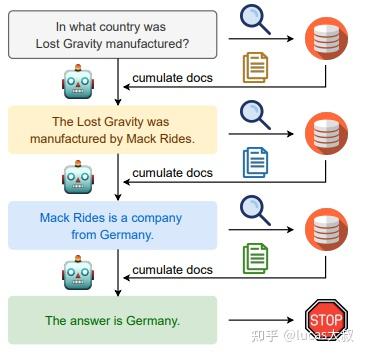 In what country was
Lost Gravity manufactured?
cumulate docs
The Lost Gravity was
manufactured by Mack Rides.
cumulate docs
Mack Rides is a company
from Germany.
cumulate docs
The answer is Germany.
STOP
知乎 @lucas大叔